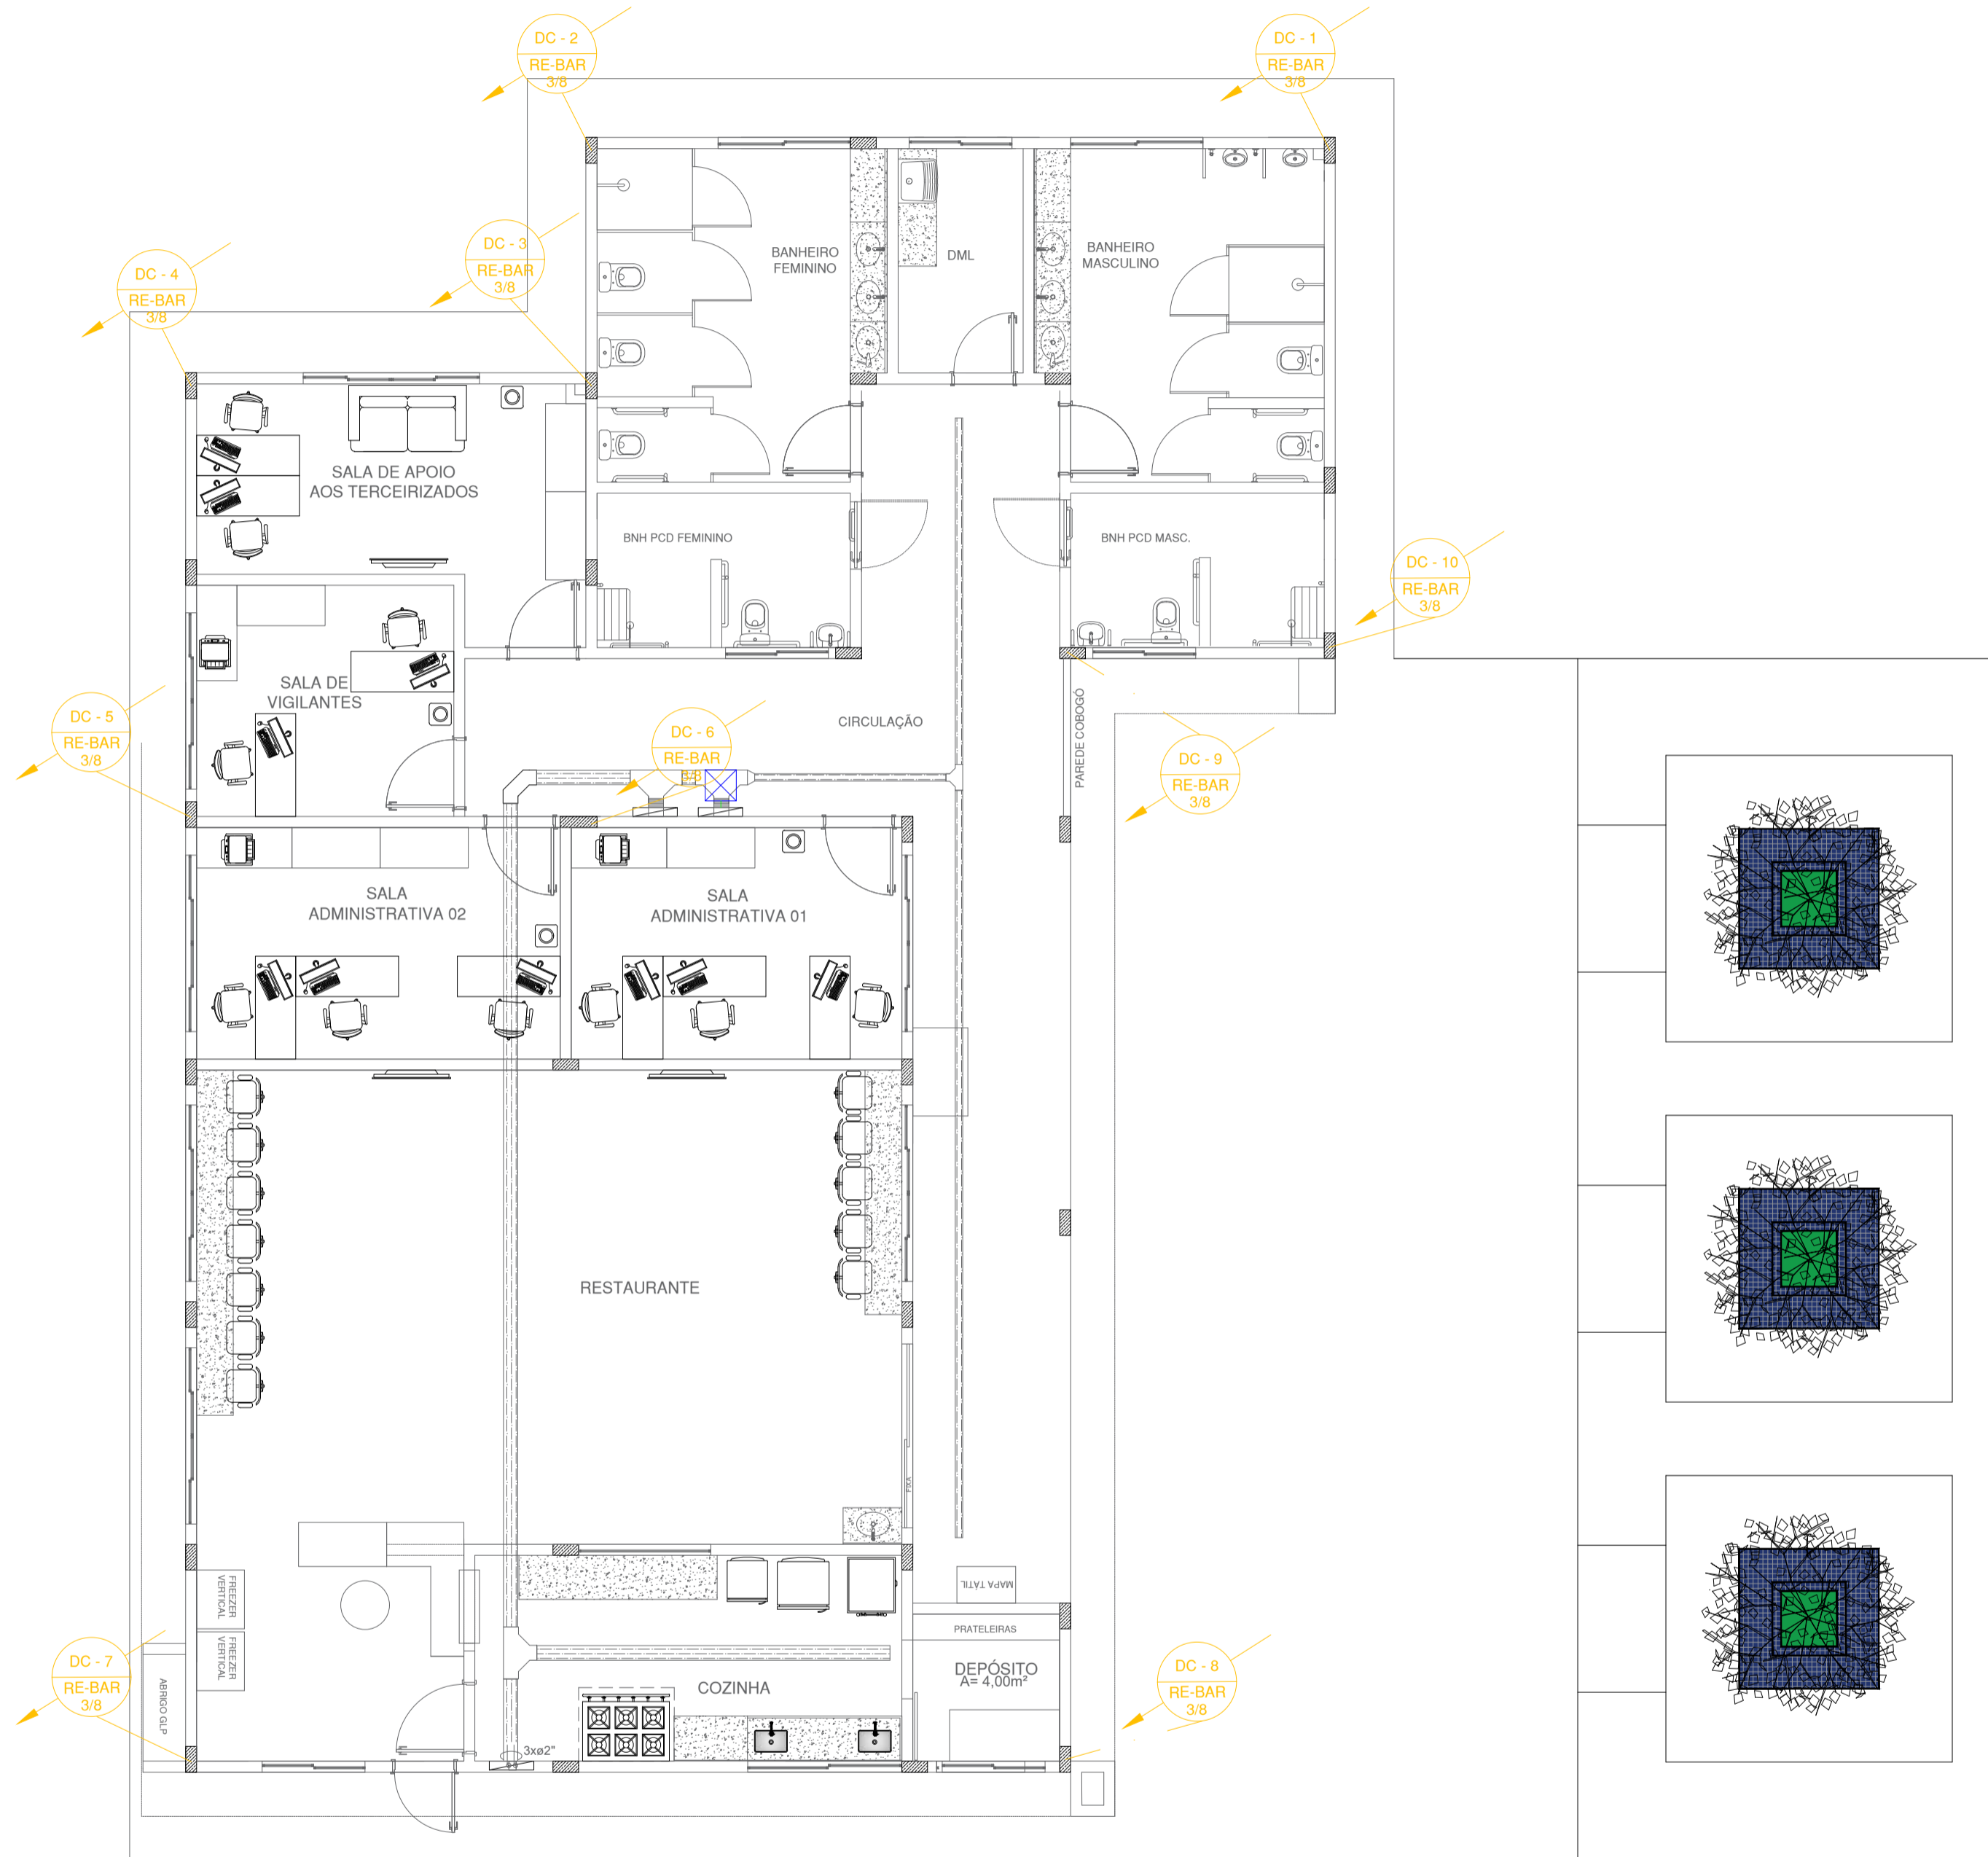 DC - 2
RE-BAR
3/8
DC - 1
RE-BAR
3/8
DC - 3
RE-BAR
3/8
DC - 4
RE-BAR
3/8
BANHEIRO
FEMININO
DML
BANHEIRO
MASCULINO
SALA DE APOIO
AOS TERCEIRIZADOS
BNH PCD FEMININO
BNH PCD MASC.
DC - 10
RE-BAR
3/8
SALA DE
VIGILANTES
DC - 5
RE-BAR
3/8
DC - 6
RE-BAR
3/8
CIRCULAÇÃO
PAREDE COBOGÓ
DC - 9
RE-BAR
3/8
SALA
ADMINISTRATIVA 02
SALA
ADMINISTRATIVA 01
RESTAURANTE
FIXA
FREEZER
VERTICAL
FREEZER
VERTICAL
MAPA TÁTIL
PRATELEIRAS
DEPÓSITO
A= 4,00m²
COZINHA
DC - 7
RE-BAR
3/8
ABRIGO GLP
DC - 8
RE-BAR
3/8
3xø2"